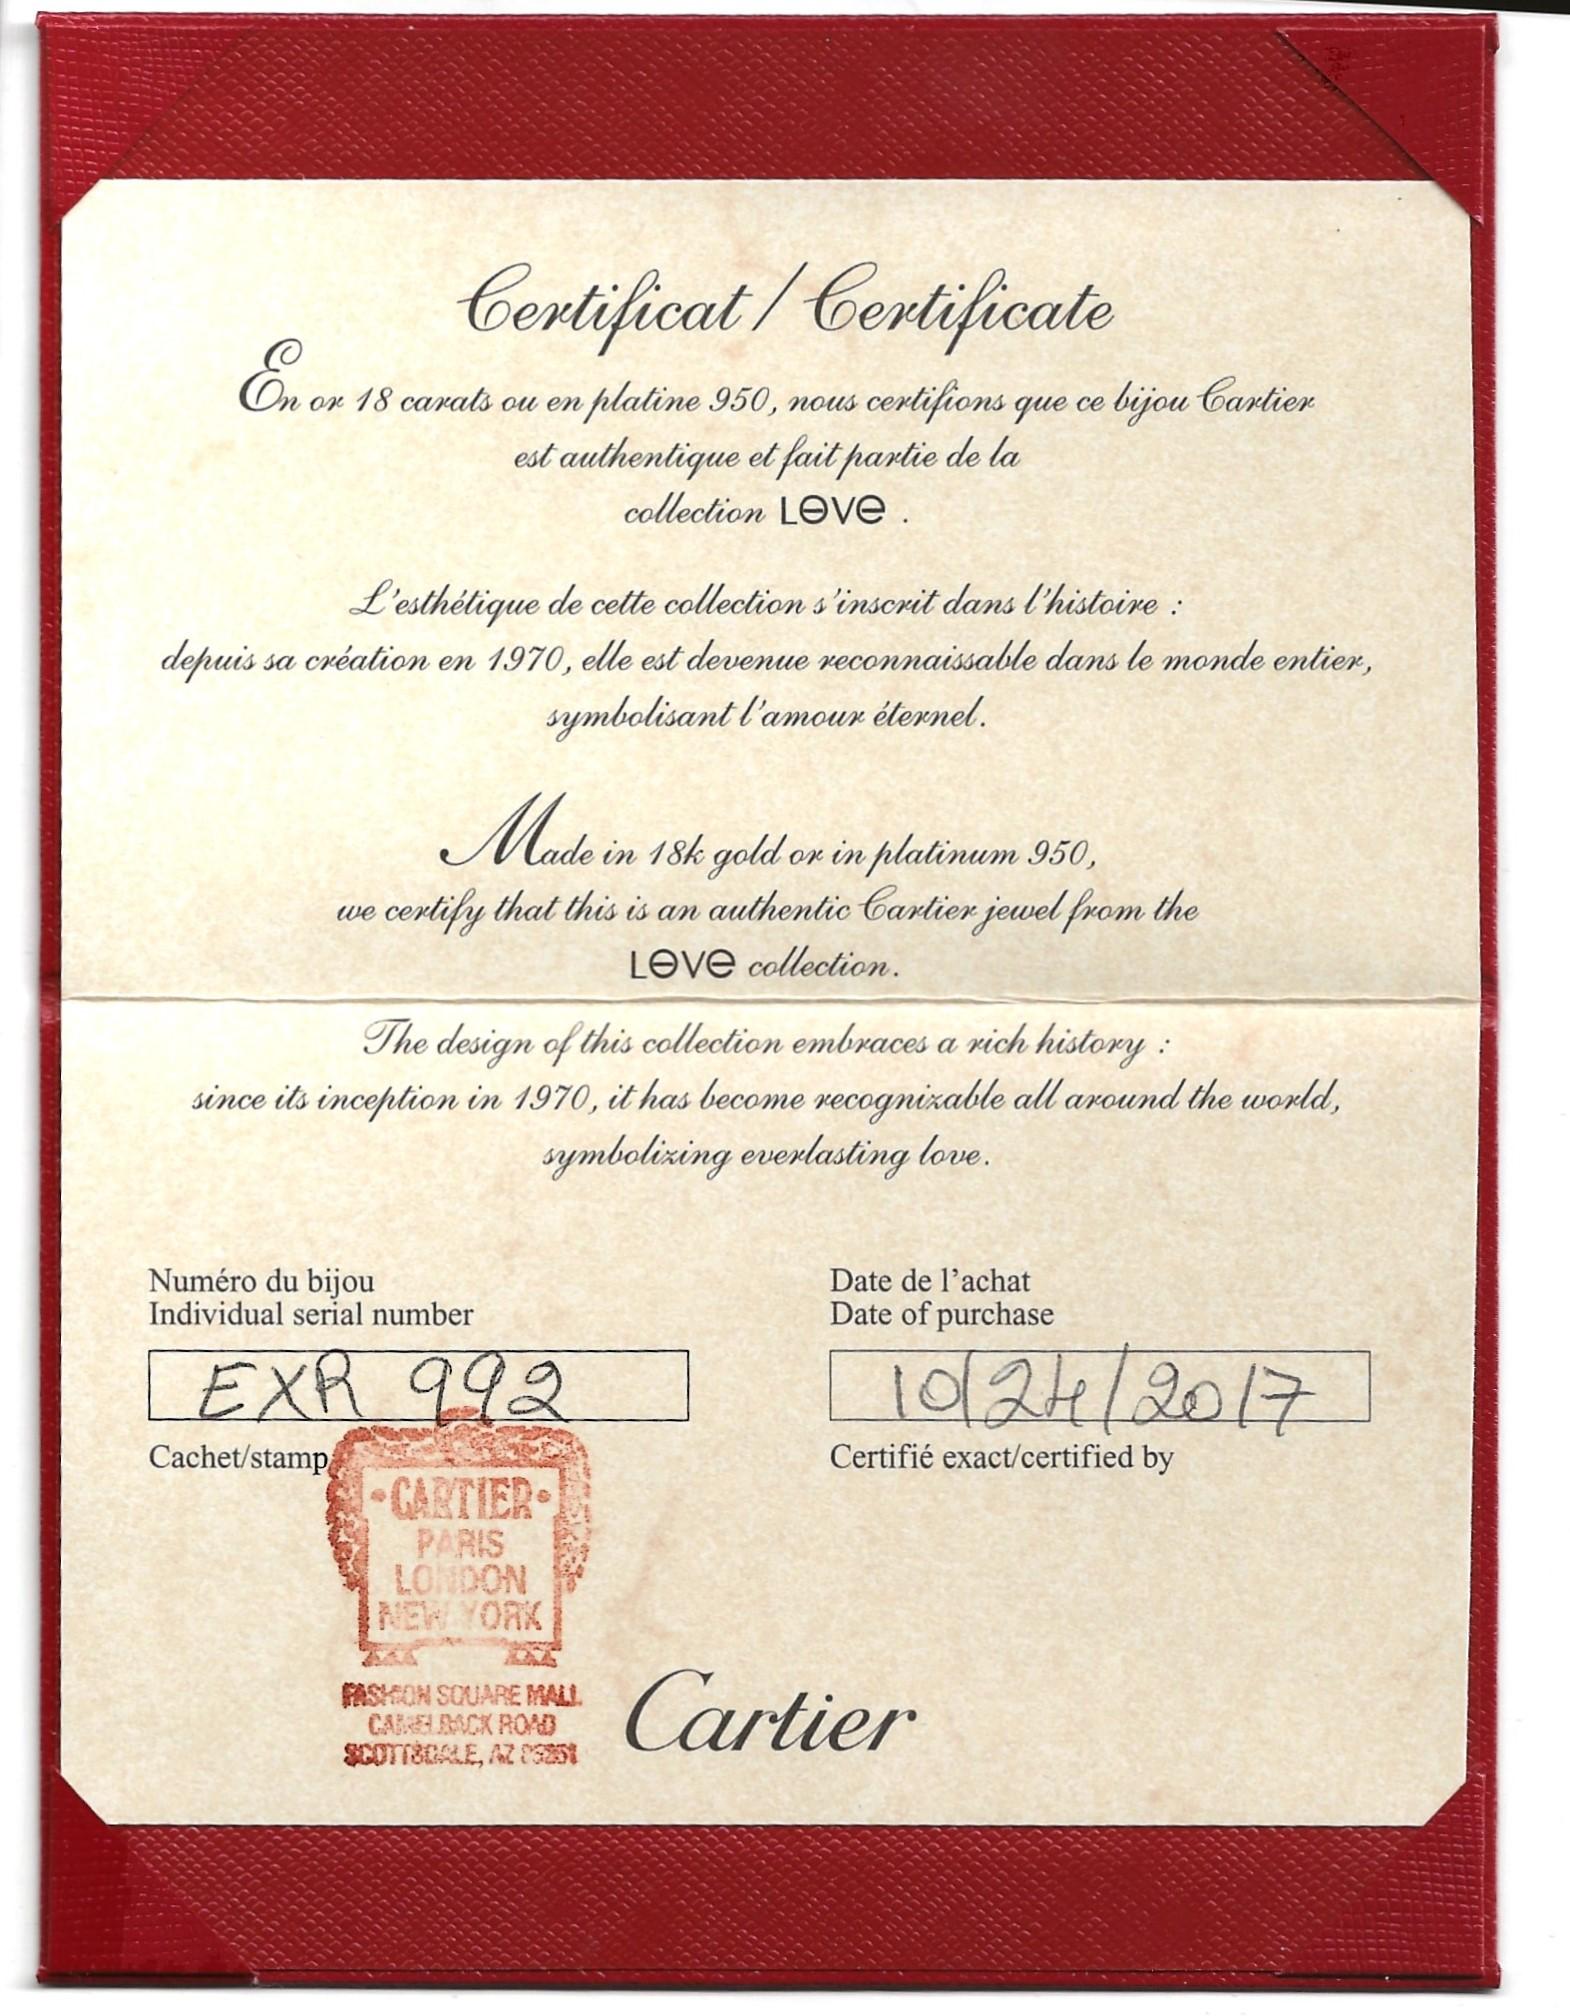 Certificat / Certificate
En or 18 carats ou en platine 950, nous certifions que ce bijou Cartier
est authentique et fait partie de la
collection LOVE .
L'esthétique de cette collection s'inscrit dans l'histoire :
depuis sa création en 1970, elle est devenue reconnaissable dans le monde entier,
symbolisant l'amour éternel.
Made in 18k gold or in platinum 950,
we certify that this is an authentic Cartier jewel from the
LOVE collection.
The design of this collection embraces a rich history :
since its inception in 1970, it has become recognizable all around the world,
symbolizing everlasting love.
Numéro du bijou
Individual serial number
EXR 992
Date de l'achat
Date of purchase
10/24/2017
Cachet/stamp
Certifié exact/certified by
CARTIER
PARIS
LONDON
NEW YORK
FASHION SQUARE MALL
CAMELBACK ROAD
SCOTTSDALE, AZ
Cartier